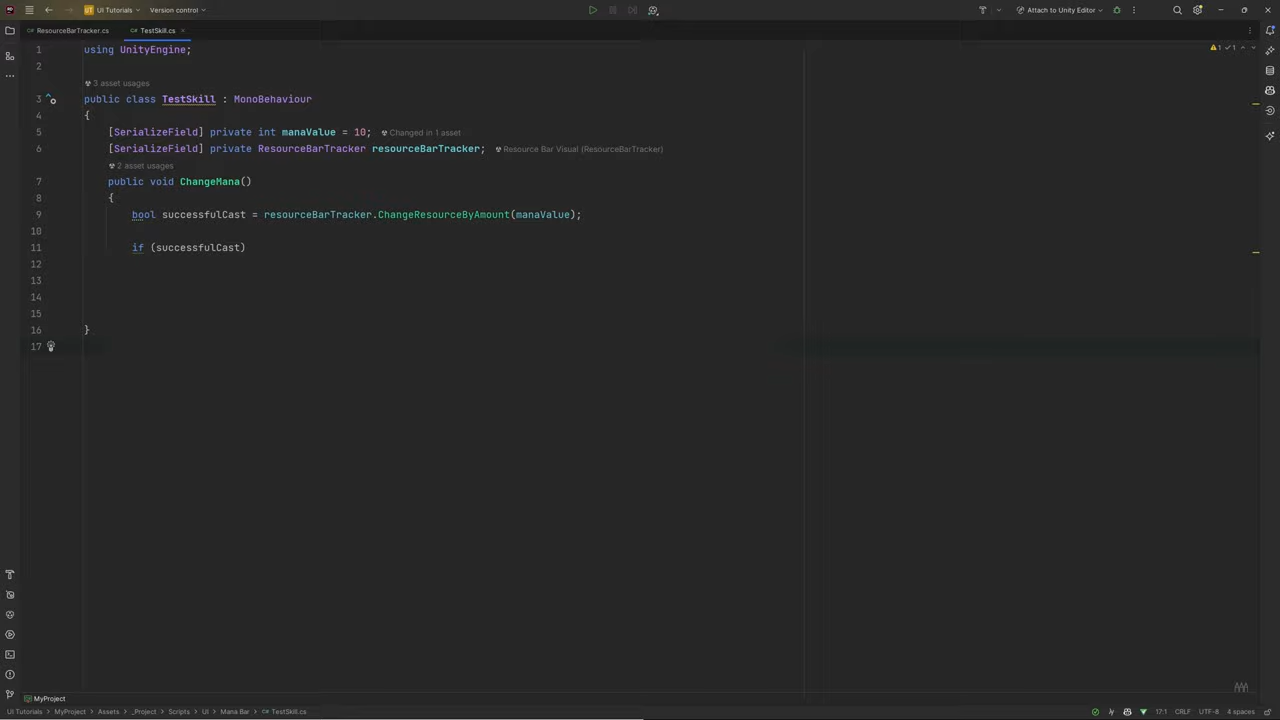 UT UI Tutorials Version control Attach to Unity Editor
ResourceBarTracker.cs TestSkill.cs
1 using UnityEngine; 1 1
2
3 asset usages
3 public class TestSkill : MonoBehaviour
4 {
5 [SerializeField] private int manaValue = 10; Changed in 1 asset
6 [SerializeField] private ResourceBarTracker resourceBarTracker; Resource Bar Visual (ResourceBarTracker)
2 asset usages
7 public void ChangeMana()
8 {
9 bool successfulCast = resourceBarTracker.ChangeResourceByAmount(manaValue);
10
11 if (successfulCast)
12
13
14
15
16 }
17
MyProject
UI Tutorials > MyProject > Assets > _Project > Scripts > UI > Mana Bar > TestSkill.cs 17:1 CRLF UTF-8 4 spaces